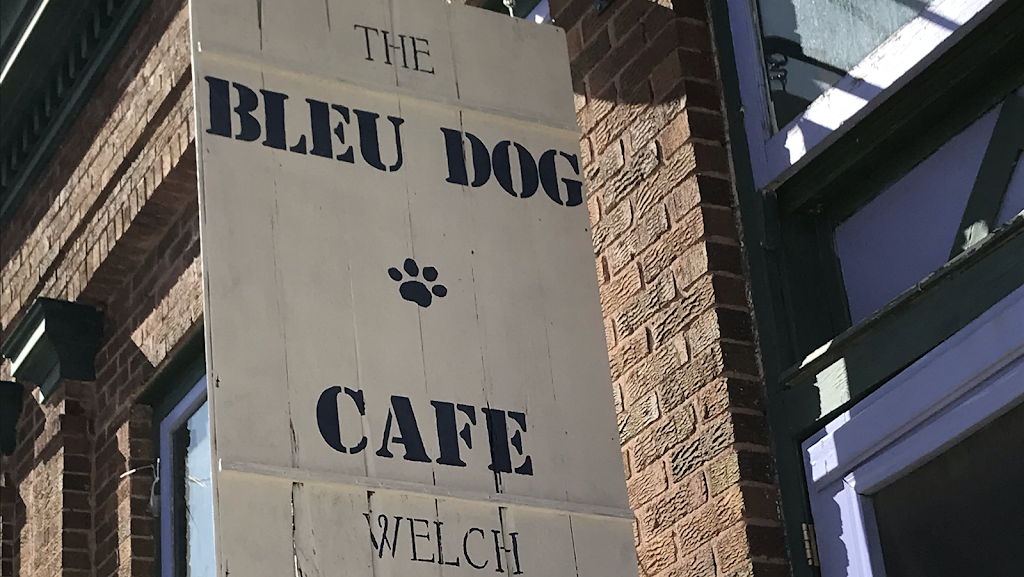 THE
BLEU DOG
CAFE
WELCH